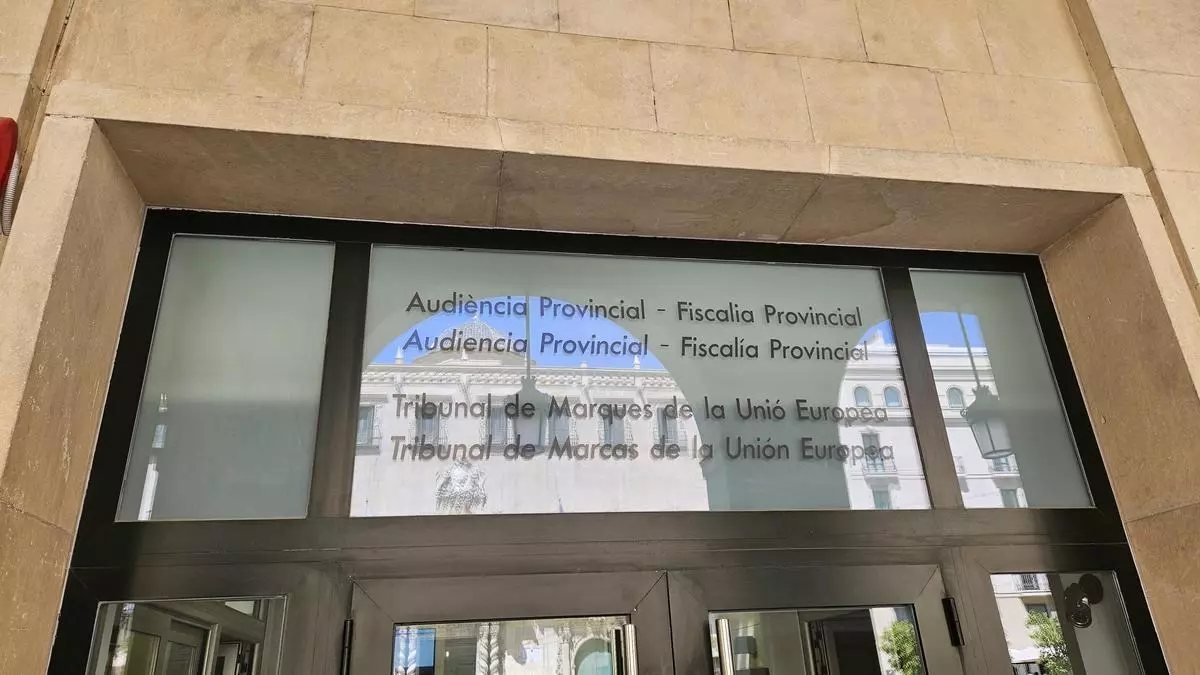 Audiència Provincial - Fiscalia Provincial
Audiencia Provincial - Fiscalía Provincial
Tribunal de Marques de la Unió Europea
Tribunal de Marcas de la Unión Europea